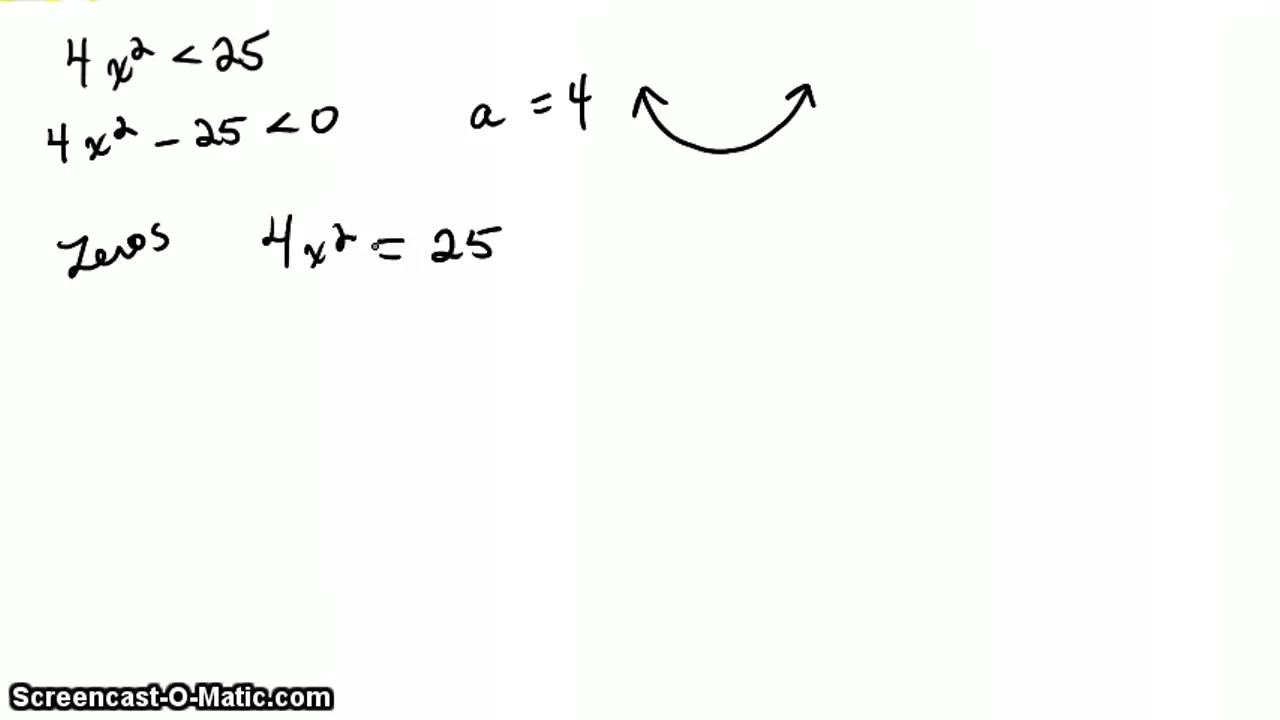 4x² < 25
4x² - 25 < 0
a = 4
Zeros 4x² = 25
Screencast-O-Matic.com